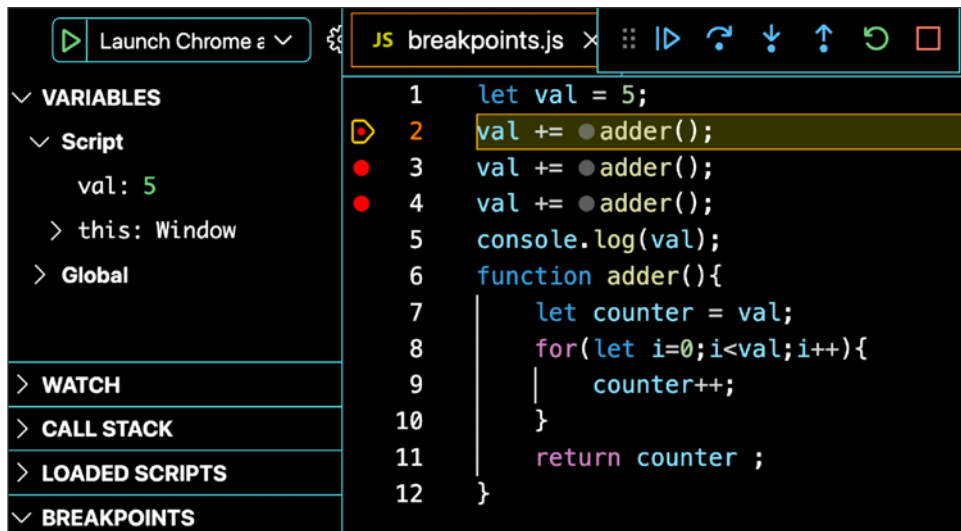 Launch Chrome a
JS breakpoints.js
VARIABLES
Script
val: 5
this: Window
Global
WATCH
CALL STACK
LOADED SCRIPTS
BREAKPOINTS
1 let val = 5;
2 val += adder();
3 val += adder();
4 val += adder();
5 console.log(val);
6 function adder(){
7 let counter = val;
8 for(let i=0;i<val;i++){
9 counter++;
10 }
11 return counter ;
12 }